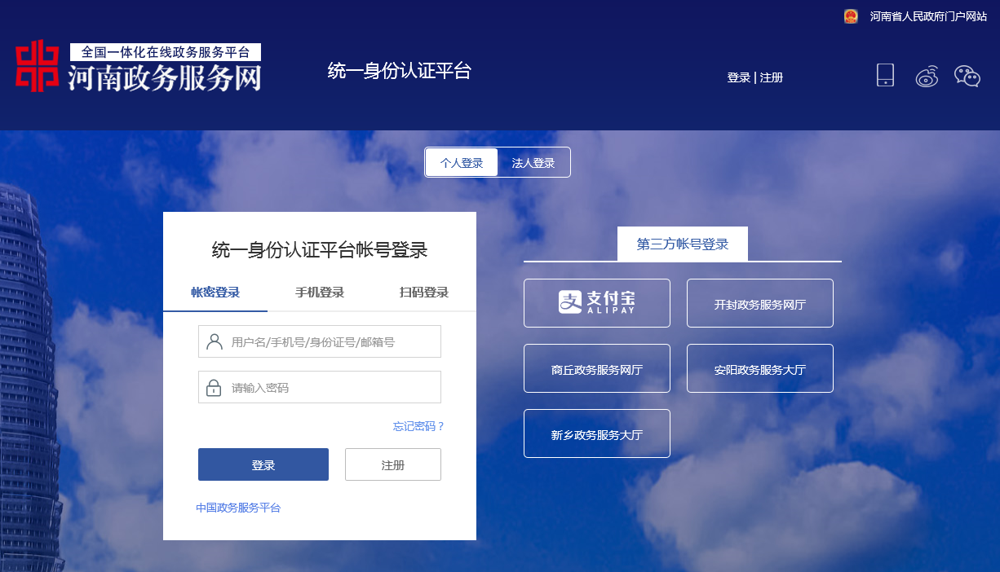 河南省人民政府门户网站
全国一体化在线政务服务平台
河南政务服务网
统一身份认证平台
登录 | 注册
个人登录 法人登录
统一身份认证平台帐号登录
帐密登录 手机登录 扫码登录
用户名/手机号/身份证号/邮箱号
请输入密码
忘记密码？
登录 注册
中国政务服务平台
第三方帐号登录
支付宝
ALIPAY
开封政务服务网厅
商丘政务服务网厅 安阳政务服务大厅
新乡政务服务大厅